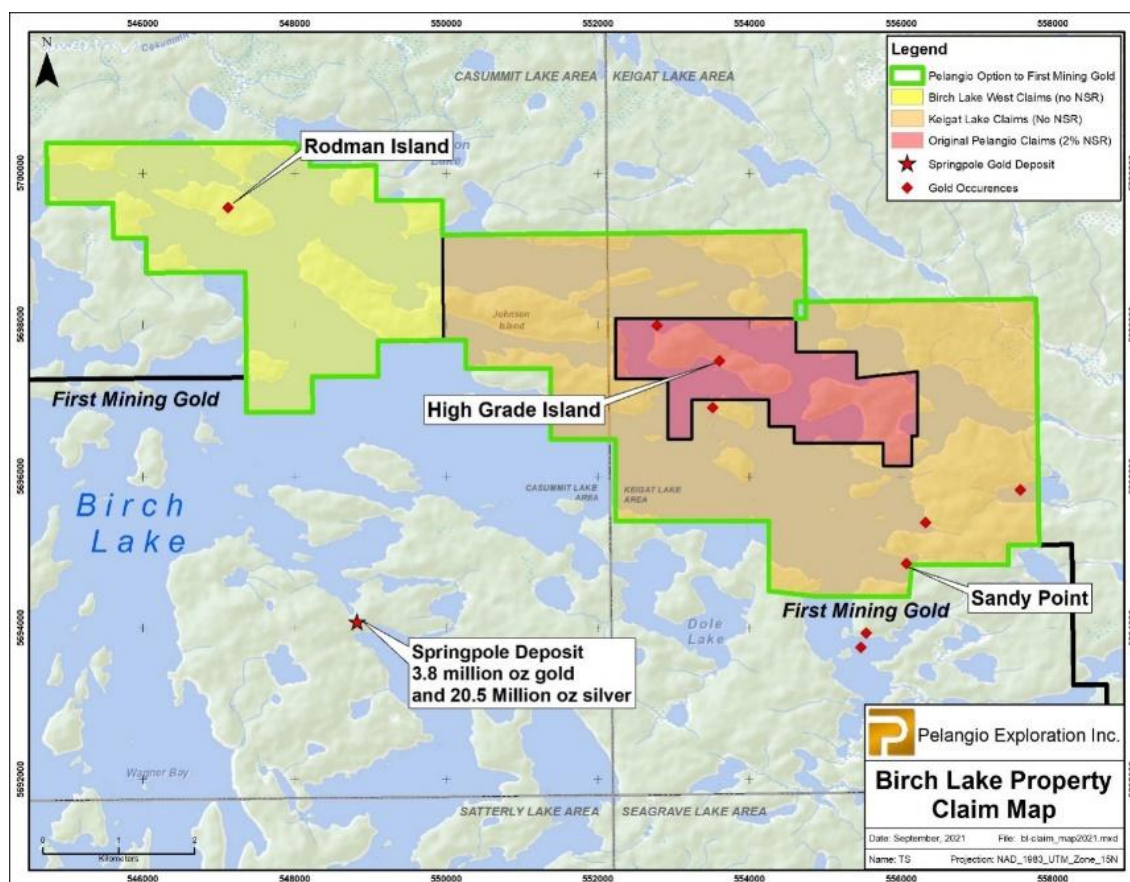 546000 548000 550000 552000 554000 556000 558000
N
CASUMMIT LAKE AREA KEIGAT LAKE AREA
Legend
Pelangio Option to First Mining Gold
Birch Lake West Claims (no NSR)
Keigat Lake Claims (No NSR)
Original Pelangio Claims (2% NSR)
Springpole Gold Deposit
Gold Occurences
Rodman Island
Lake
5700000
5698000
5696000
5694000
5692000
Johnson
Island
First Mining Gold
High Grade Island
CASUMMIT LAKE
AREA
KEIGAT LAKE
AREA
Birch
Lake
Sandy Point
First Mining Gold
Dole
Lake
Springpole Deposit
3.8 million oz gold
and 20.5 Million oz silver
Wagner Bay
SATTERLY LAKE AREA SEAGRAVE LAKE AREA
0 1 2
Kilometers
Pelangio Exploration Inc.
Birch Lake Property
Claim Map
Date: September, 2021 File: bl-claim_map2021.mxd
Name: TS Projection: NAD_1983_UTM_Zone_15N
546000 548000 550000 552000 554000 556000 558000